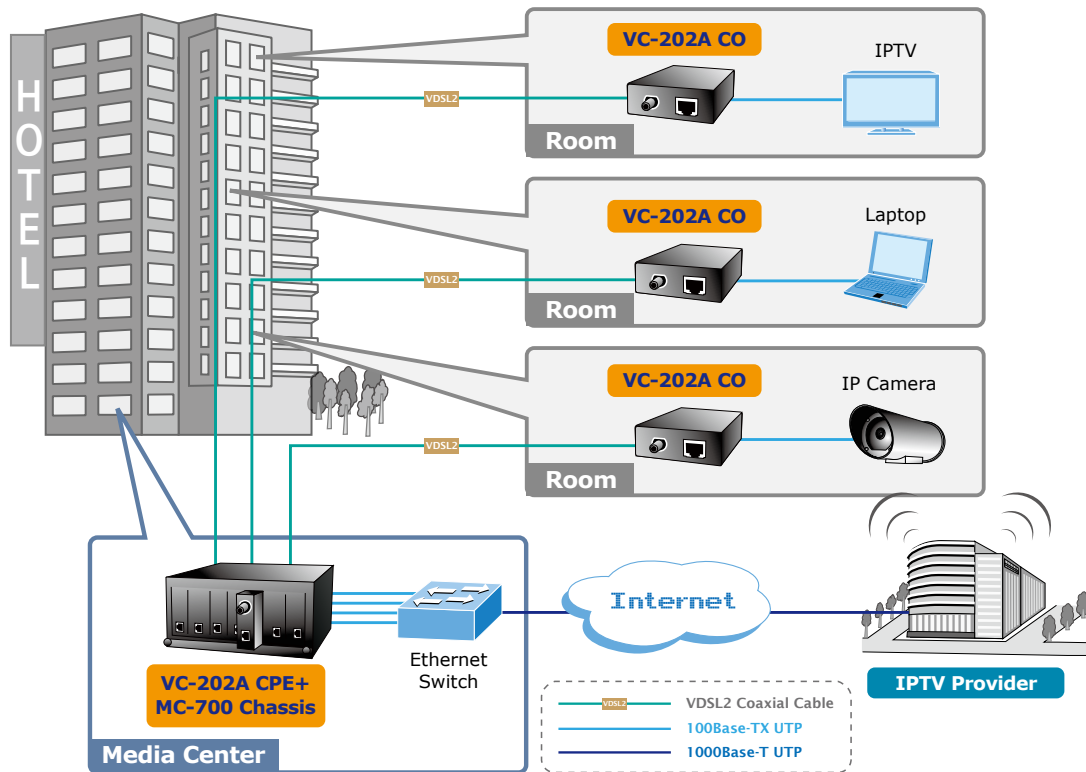 HOTEL
VC-202A CO
IPTV
VDSL2
Room
VC-202A CO
Laptop
VDSL2
Room
VC-202A CO
IP Camera
VDSL2
Room
Internet
Ethernet
Switch
VC-202A CPE+
MC-700 Chassis
Media Center
IPTV Provider
VDSL2
VDSL2 Coaxial Cable
100Base-TX UTP
1000Base-T UTP